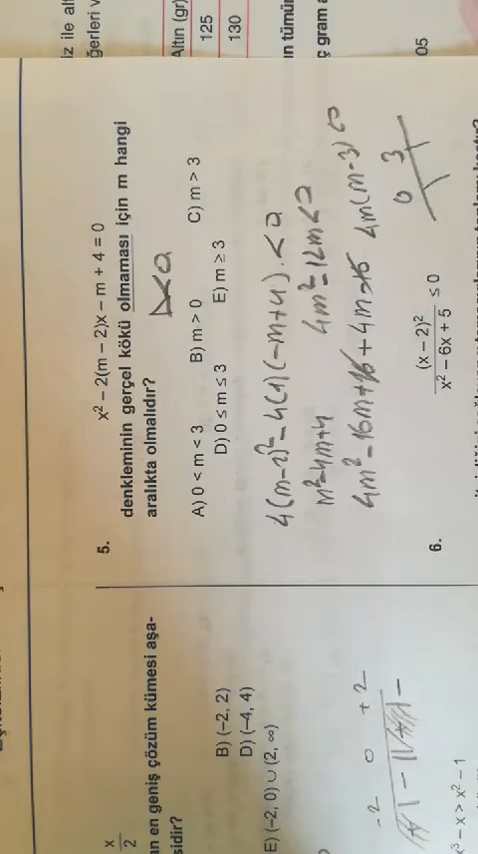 iz ile alt
ğerleri v
Altın (gr)
125
130
ın tümür
ç gram a
05
5. x² – 2(m – 2)x – m + 4 = 0
denkleminin gerçel kökü olmaması için m hangi
aralıkta olmalıdır?
Δ<0
A) 0 < m < 3 B) m > 0 C) m > 3
D) 0 ≤ m ≤ 3 E) m ≥ 3
4(m-2)²-4(1)(-m+4).<0
m²-4m+4 4m²-12m<0
4m²-16m+16+4m-16 4m(m-3)<0
0 3
6. (x – 2)² / x² – 6x + 5 ≤ 0
x/2
an en geniş çözüm kümesi aşa-
sidir?
B) (–2, 2)
D) (–4, 4)
E) (–2, 0) ∪ (2, ∞)
-2 0 +2
x³ – x > x² – 1